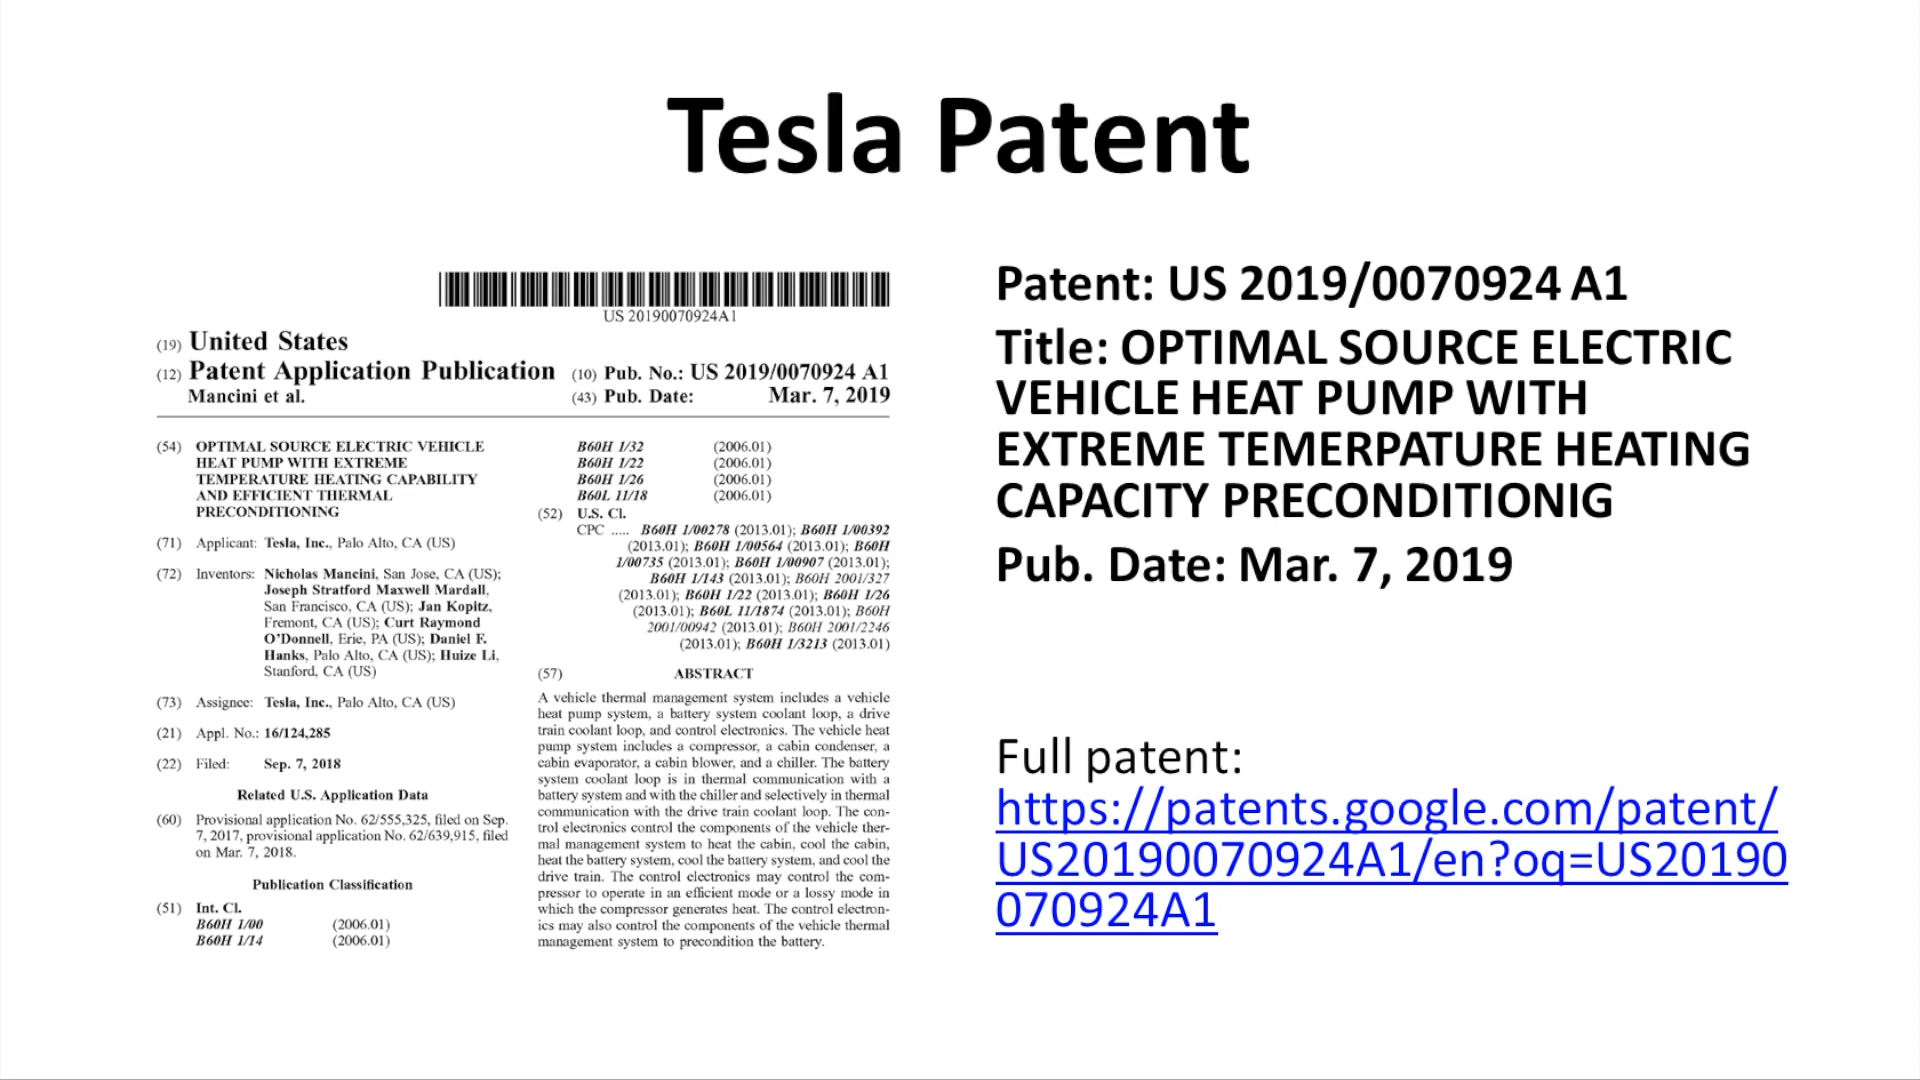 Tesla Patent
US 20190070924A1
(19) United States
(12) Patent Application Publication (10) Pub. No.: US 2019/0070924 A1
Mancini et al. (43) Pub. Date: Mar. 7, 2019
(54) OPTIMAL SOURCE ELECTRIC VEHICLE
HEAT PUMP WITH EXTREME
TEMPERATURE HEATING CAPABILITY
AND EFFICIENT THERMAL
PRECONDITIONING
(71) Applicant: Tesla, Inc., Palo Alto, CA (US)
(72) Inventors: Nicholas Mancini, San Jose, CA (US);
Joseph Stratford Maxwell Mardall,
San Francisco, CA (US); Jan Kopitz,
Fremont, CA (US); Curt Raymond
O'Donnell, Erie, PA (US); Daniel F.
Hanks, Palo Alto, CA (US); Huize Li,
Stanford, CA (US)
(73) Assignee: Tesla, Inc., Palo Alto, CA (US)
(21) Appl. No.: 16/124,285
(22) Filed: Sep. 7, 2018
Related U.S. Application Data
(60) Provisional application No. 62/555,325, filed on Sep.
7, 2017, provisional application No. 62/639,915, filed
on Mar. 7, 2018.
Publication Classification
(51) Int. Cl.
B60H 1/00 (2006.01)
B60H 1/14 (2006.01)
B60H 1/32 (2006.01)
B60H 1/22 (2006.01)
B60H 1/26 (2006.01)
B60L 11/18 (2006.01)
(52) U.S. Cl.
CPC ..... B60H 1/00278 (2013.01); B60H 1/00392
(2013.01); B60H 1/00564 (2013.01); B60H
1/00735 (2013.01); B60H 1/00907 (2013.01);
B60H 1/143 (2013.01); B60H 2001/327
(2013.01); B60H 1/22 (2013.01); B60H 1/26
(2013.01); B60L 11/1874 (2013.01); B60H
2001/00942 (2013.01); B60H 2001/2246
(2013.01); B60H 1/3213 (2013.01)
(57) ABSTRACT
A vehicle thermal management system includes a vehicle
heat pump system, a battery system coolant loop, a drive
train coolant loop, and control electronics. The vehicle heat
pump system includes a compressor, a cabin condenser, a
cabin evaporator, a cabin blower, and a chiller. The battery
system coolant loop is in thermal communication with a
battery system and with the chiller and selectively in thermal
communication with the drive train coolant loop. The con-
trol electronics control the components of the vehicle ther-
mal management system to heat the cabin, cool the cabin,
heat the battery system, cool the battery system, and cool the
drive train. The control electronics may control the com-
pressor to operate in an efficient mode or a lossy mode in
which the compressor generates heat. The control electron-
ics may also control the components of the vehicle thermal
management system to precondition the battery.
Patent: US 2019/0070924 A1
Title: OPTIMAL SOURCE ELECTRIC
VEHICLE HEAT PUMP WITH
EXTREME TEMERPATURE HEATING
CAPACITY PRECONDITIONIG
Pub. Date: Mar. 7, 2019
Full patent:
https://patents.google.com/patent/
US20190070924A1/en?oq=US20190
070924A1